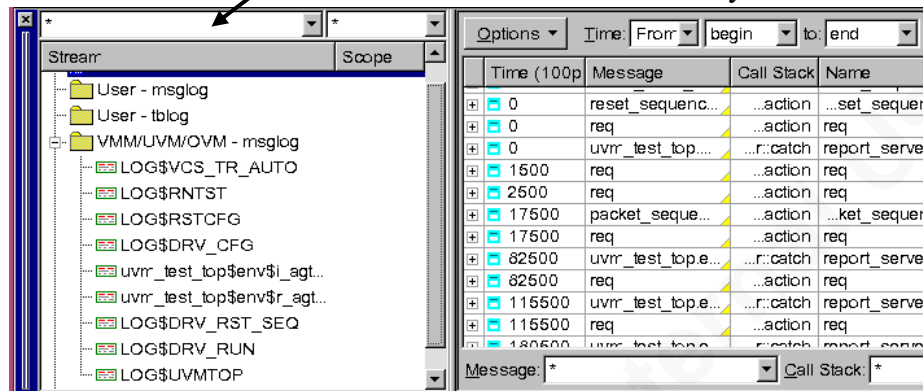 *
*
Stream
Scope
User - msglog
User - tblog
VMM/UVM/OVM - msglog
LOG$VCS_TR_AUTO
LOG$RNTST
LOG$RSTCFG
LOG$DRV_CFG
uvm_test_top$env$i_agt...
uvm_test_top$env$r_agt...
LOG$DRV_RST_SEQ
LOG$DRV_RUN
LOG$UVMTOP
Options Time: From begin to: end
Time (100p Message Call Stack Name
0 reset_sequenc... ...action ...set_sequen
0 req ...action req
0 uvm_test_top.... ...r::catch report_serve
1500 req ...action req
2500 req ...action req
17500 packet_seque... ...action ...ket_sequen
17500 req ...action req
82500 uvm_test_top.e... ...r::catch report_serve
82500 req ...action req
115500 uvm_test_top.e... ...r::catch report_serve
115500 req ...action req
Message: * Call Stack: *